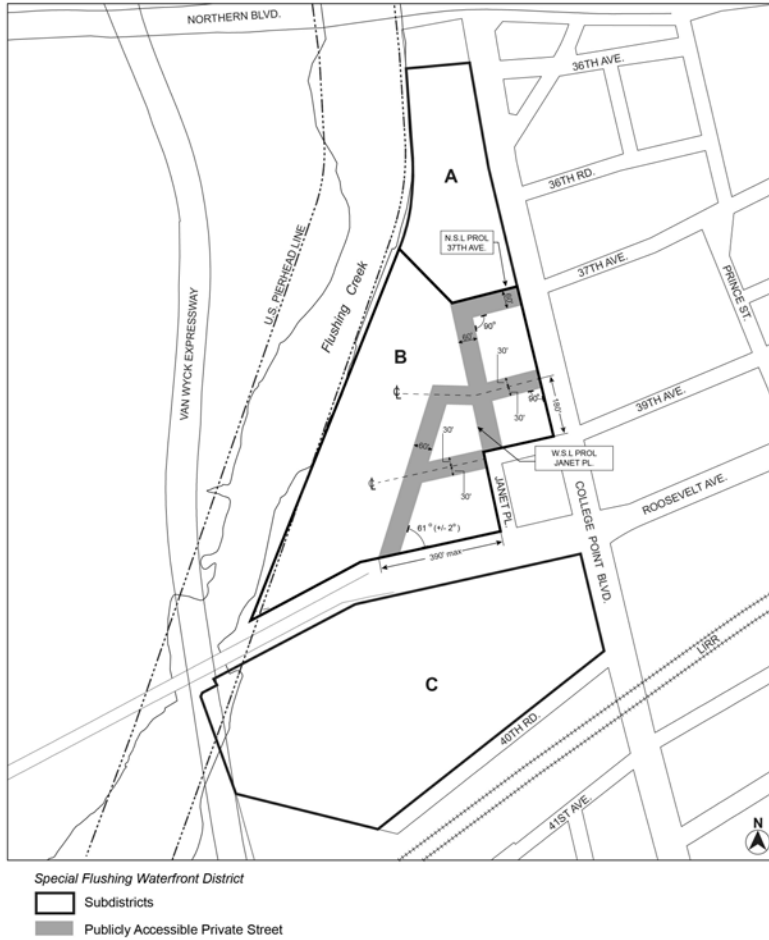 NORTHERN BLVD.
36TH AVE.
A
36TH RD.
N.S.L PROL
37TH AVE.
37TH AVE.
U.S. PIERHEAD LINE
Flushing Creek
VAN WYCK EXPRESSWAY
PRINCE ST.
60'
90°
60'
B
30'
30'
90°
180'
39TH AVE.
℄
30'
60'
W.S.L PROL
JANET PL.
℄
30'
JANET PL.
COLLEGE POINT BLVD.
ROOSEVELT AVE.
61° (+/- 2°)
390' max
C
LIRR
40TH RD.
41ST AVE.
N
Special Flushing Waterfront District
Subdistricts
Publicly Accessible Private Street